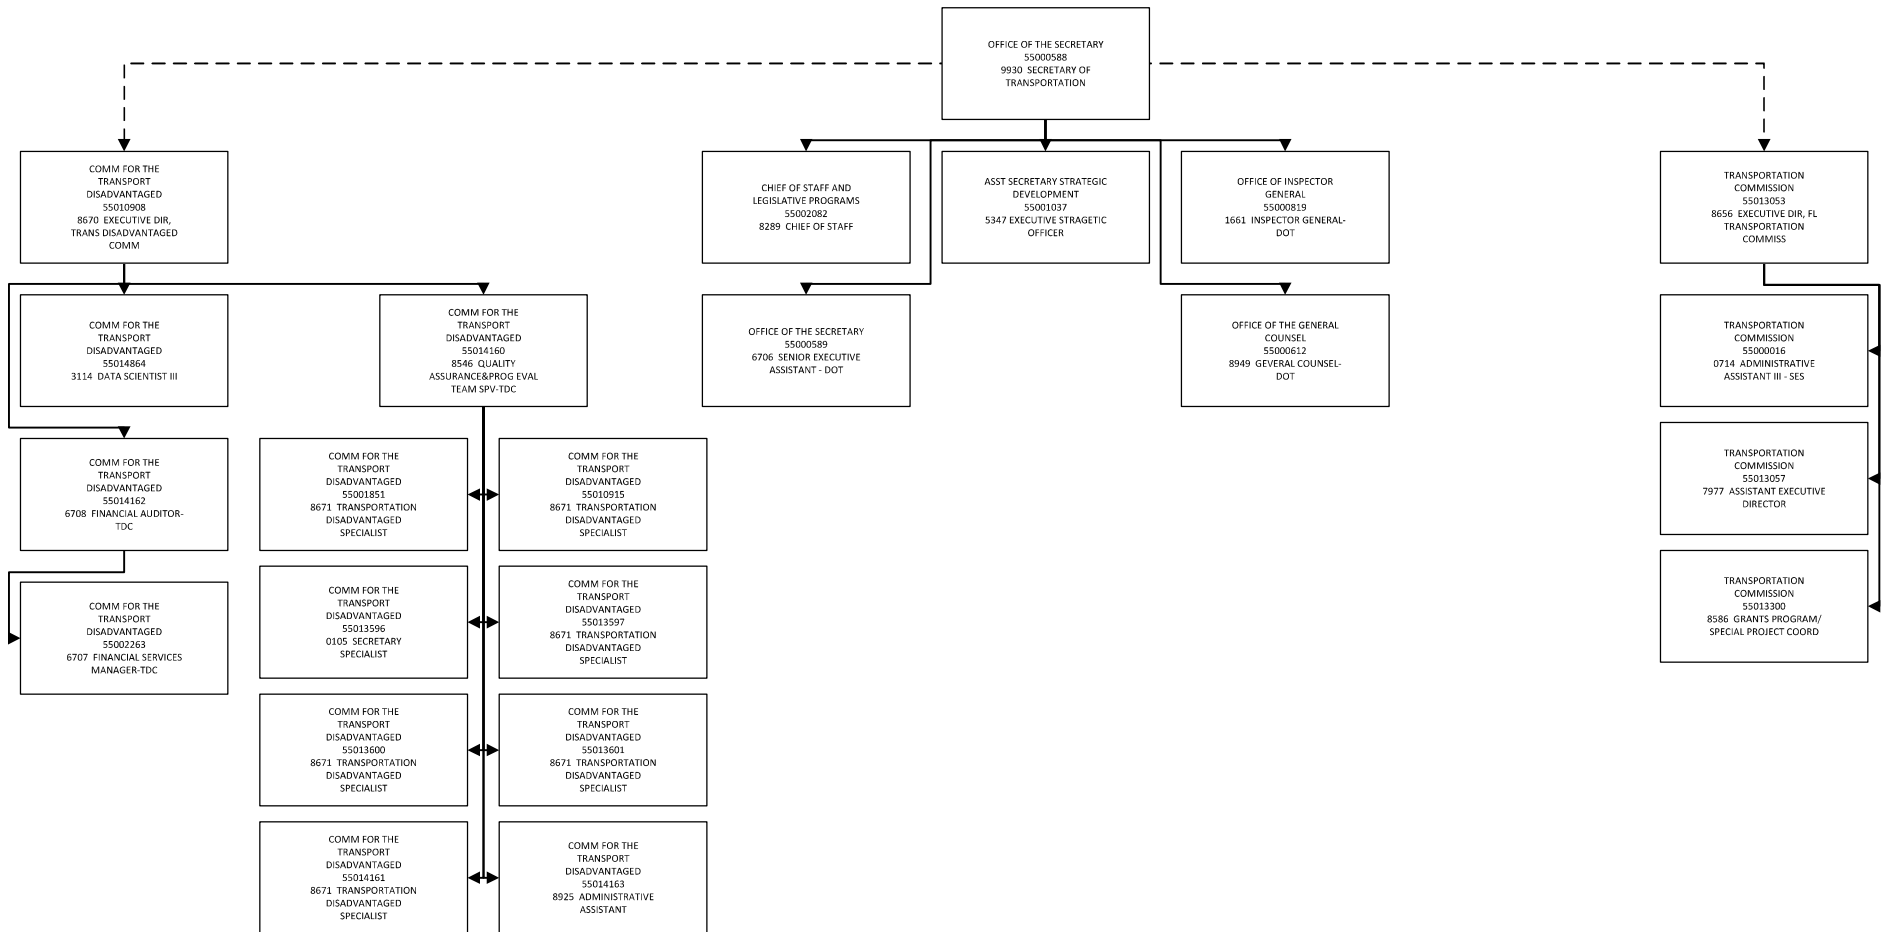 OFFICE OF THE SECRETARY
55000588
9930 SECRETARY OF
TRANSPORTATION
COMM FOR THE
TRANSPORT
DISADVANTAGED
55010908
8670 EXECUTIVE DIR,
TRANS DISADVANTAGED
COMM
CHIEF OF STAFF AND
LEGISLATIVE PROGRAMS
55002082
8289 CHIEF OF STAFF
ASST SECRETARY STRATEGIC
DEVELOPMENT
55001037
5347 EXECUTIVE STRAGETIC
OFFICER
OFFICE OF INSPECTOR
GENERAL
55000819
1661 INSPECTOR GENERAL-
DOT
TRANSPORTATION
COMMISSION
55013053
8656 EXECUTIVE DIR, FL
TRANSPORTATION
COMMISS
COMM FOR THE
TRANSPORT
DISADVANTAGED
55014864
3114 DATA SCIENTIST III
COMM FOR THE
TRANSPORT
DISADVANTAGED
55014160
8546 QUALITY
ASSURANCE&PROG EVAL
TEAM SPV-TDC
OFFICE OF THE SECRETARY
55000589
6706 SENIOR EXECUTIVE
ASSISTANT - DOT
OFFICE OF THE GENERAL
COUNSEL
55000612
8949 GEVERAL COUNSEL-
DOT
TRANSPORTATION
COMMISSION
55000016
0714 ADMINISTRATIVE
ASSISTANT III - SES
COMM FOR THE
TRANSPORT
DISADVANTAGED
55014162
6708 FINANCIAL AUDITOR-
TDC
COMM FOR THE
TRANSPORT
DISADVANTAGED
55001851
8671 TRANSPORTATION
DISADVANTAGED
SPECIALIST
COMM FOR THE
TRANSPORT
DISADVANTAGED
55010915
8671 TRANSPORTATION
DISADVANTAGED
SPECIALIST
TRANSPORTATION
COMMISSION
55013057
7977 ASSISTANT EXECUTIVE
DIRECTOR
COMM FOR THE
TRANSPORT
DISADVANTAGED
55002263
6707 FINANCIAL SERVICES
MANAGER-TDC
COMM FOR THE
TRANSPORT
DISADVANTAGED
55013596
0105 SECRETARY
SPECIALIST
COMM FOR THE
TRANSPORT
DISADVANTAGED
55013597
8671 TRANSPORTATION
DISADVANTAGED
SPECIALIST
TRANSPORTATION
COMMISSION
55013300
8586 GRANTS PROGRAM/
SPECIAL PROJECT COORD
COMM FOR THE
TRANSPORT
DISADVANTAGED
55013600
8671 TRANSPORTATION
DISADVANTAGED
SPECIALIST
COMM FOR THE
TRANSPORT
DISADVANTAGED
55013601
8671 TRANSPORTATION
DISADVANTAGED
SPECIALIST
COMM FOR THE
TRANSPORT
DISADVANTAGED
55014161
8671 TRANSPORTATION
DISADVANTAGED
SPECIALIST
COMM FOR THE
TRANSPORT
DISADVANTAGED
55014163
8925 ADMINISTRATIVE
ASSISTANT